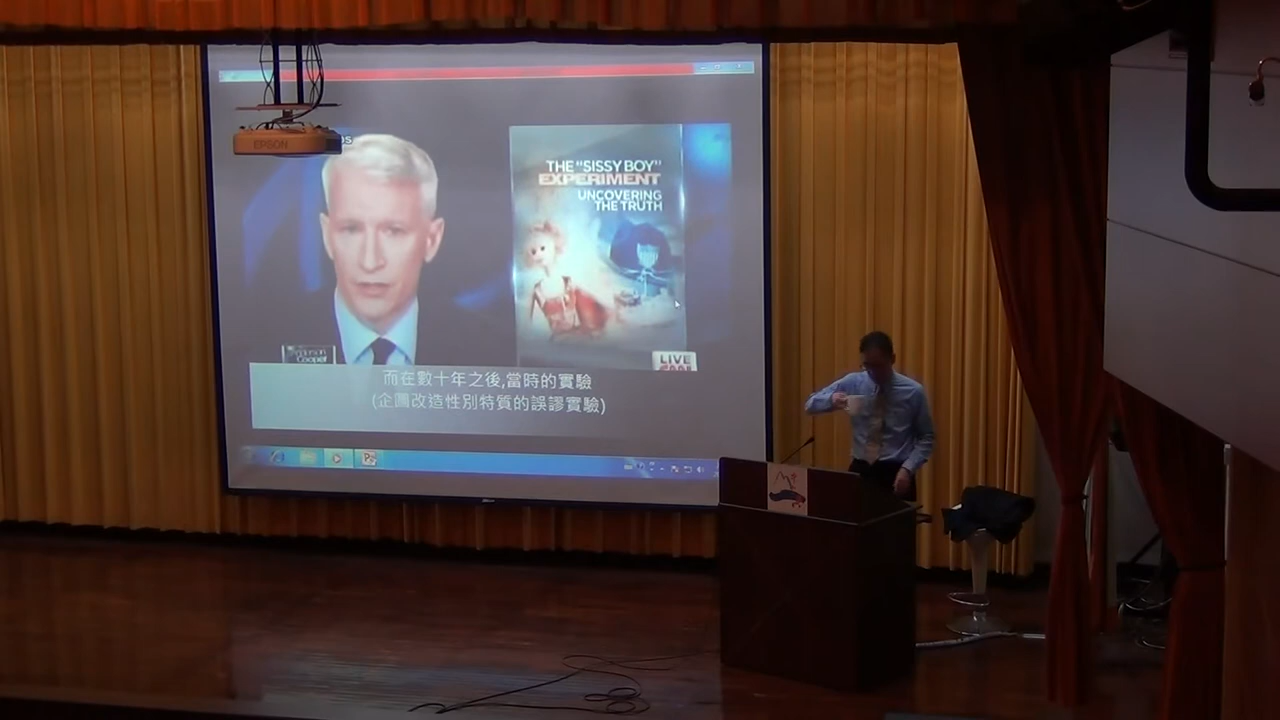 EPSON
THE "SISSY BOY"
EXPERIMENT
UNCOVERING
THE TRUTH
Cooper
LIVE
而在數十年之後,當時的實驗
(企圖改造性別特質的誤謬實驗)